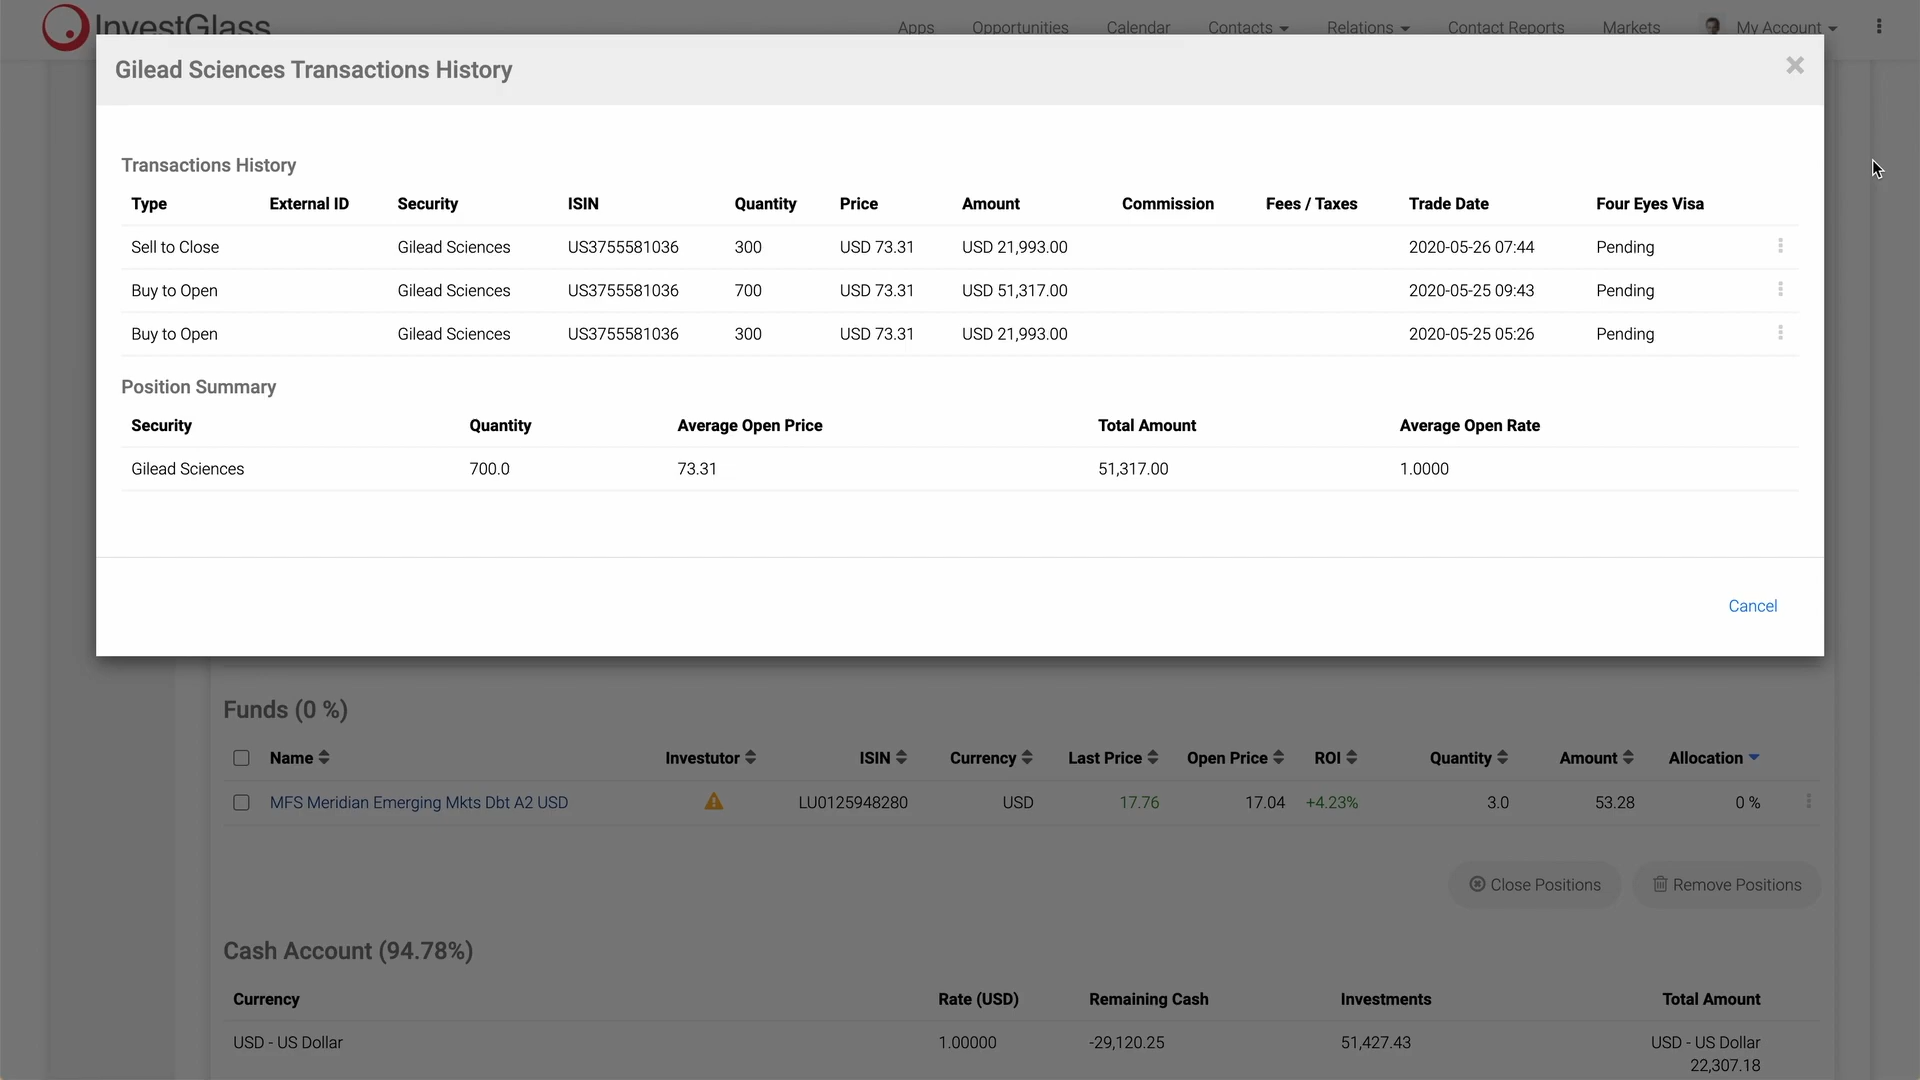 InvestGlass
Apps Opportunities Calendar Contacts Relations Contact Reports Markets My Account
Gilead Sciences Transactions History
Transactions History
Type External ID Security ISIN Quantity Price Amount Commission Fees / Taxes Trade Date Four Eyes Visa
Sell to Close Gilead Sciences US3755581036 300 USD 73.31 USD 21,993.00 2020-05-26 07:44 Pending
Buy to Open Gilead Sciences US3755581036 700 USD 73.31 USD 51,317.00 2020-05-25 09:43 Pending
Buy to Open Gilead Sciences US3755581036 300 USD 73.31 USD 21,993.00 2020-05-25 05:26 Pending
Position Summary
Security Quantity Average Open Price Total Amount Average Open Rate
Gilead Sciences 700.0 73.31 51,317.00 1.0000
Cancel
Funds (0 %)
Name Investutor ISIN Currency Last Price Open Price ROI Quantity Amount Allocation
MFS Meridian Emerging Mkts Dbt A2 USD LU0125948280 USD 17.76 17.04 +4.23% 3.0 53.28 0 %
Close Positions Remove Positions
Cash Account (94.78%)
Currency Rate (USD) Remaining Cash Investments Total Amount
USD - US Dollar 1.00000 -29,120.25 51,427.43 USD - US Dollar
22,307.18